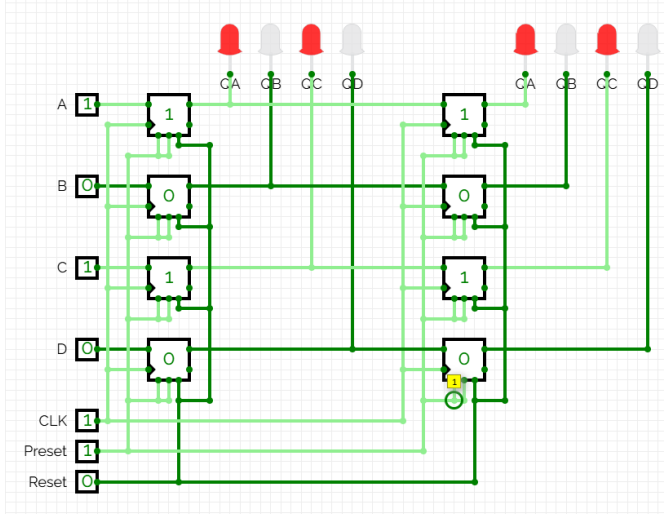 QA QB QC QD QA QB QC QD
A 1 1 1
B 0 0 0
C 1 1 1
D 0 0 0
1
CLK 1
Preset 1
Reset 0